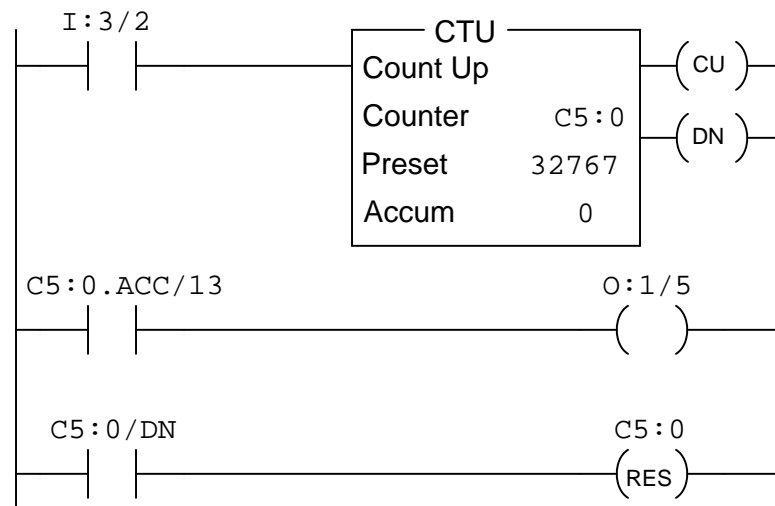 I:3/2
CTU
Count Up
CU
Counter C5:0
DN
Preset 32767
Accum 0
C5:0.ACC/13 O:1/5
C5:0/DN C5:0
RES